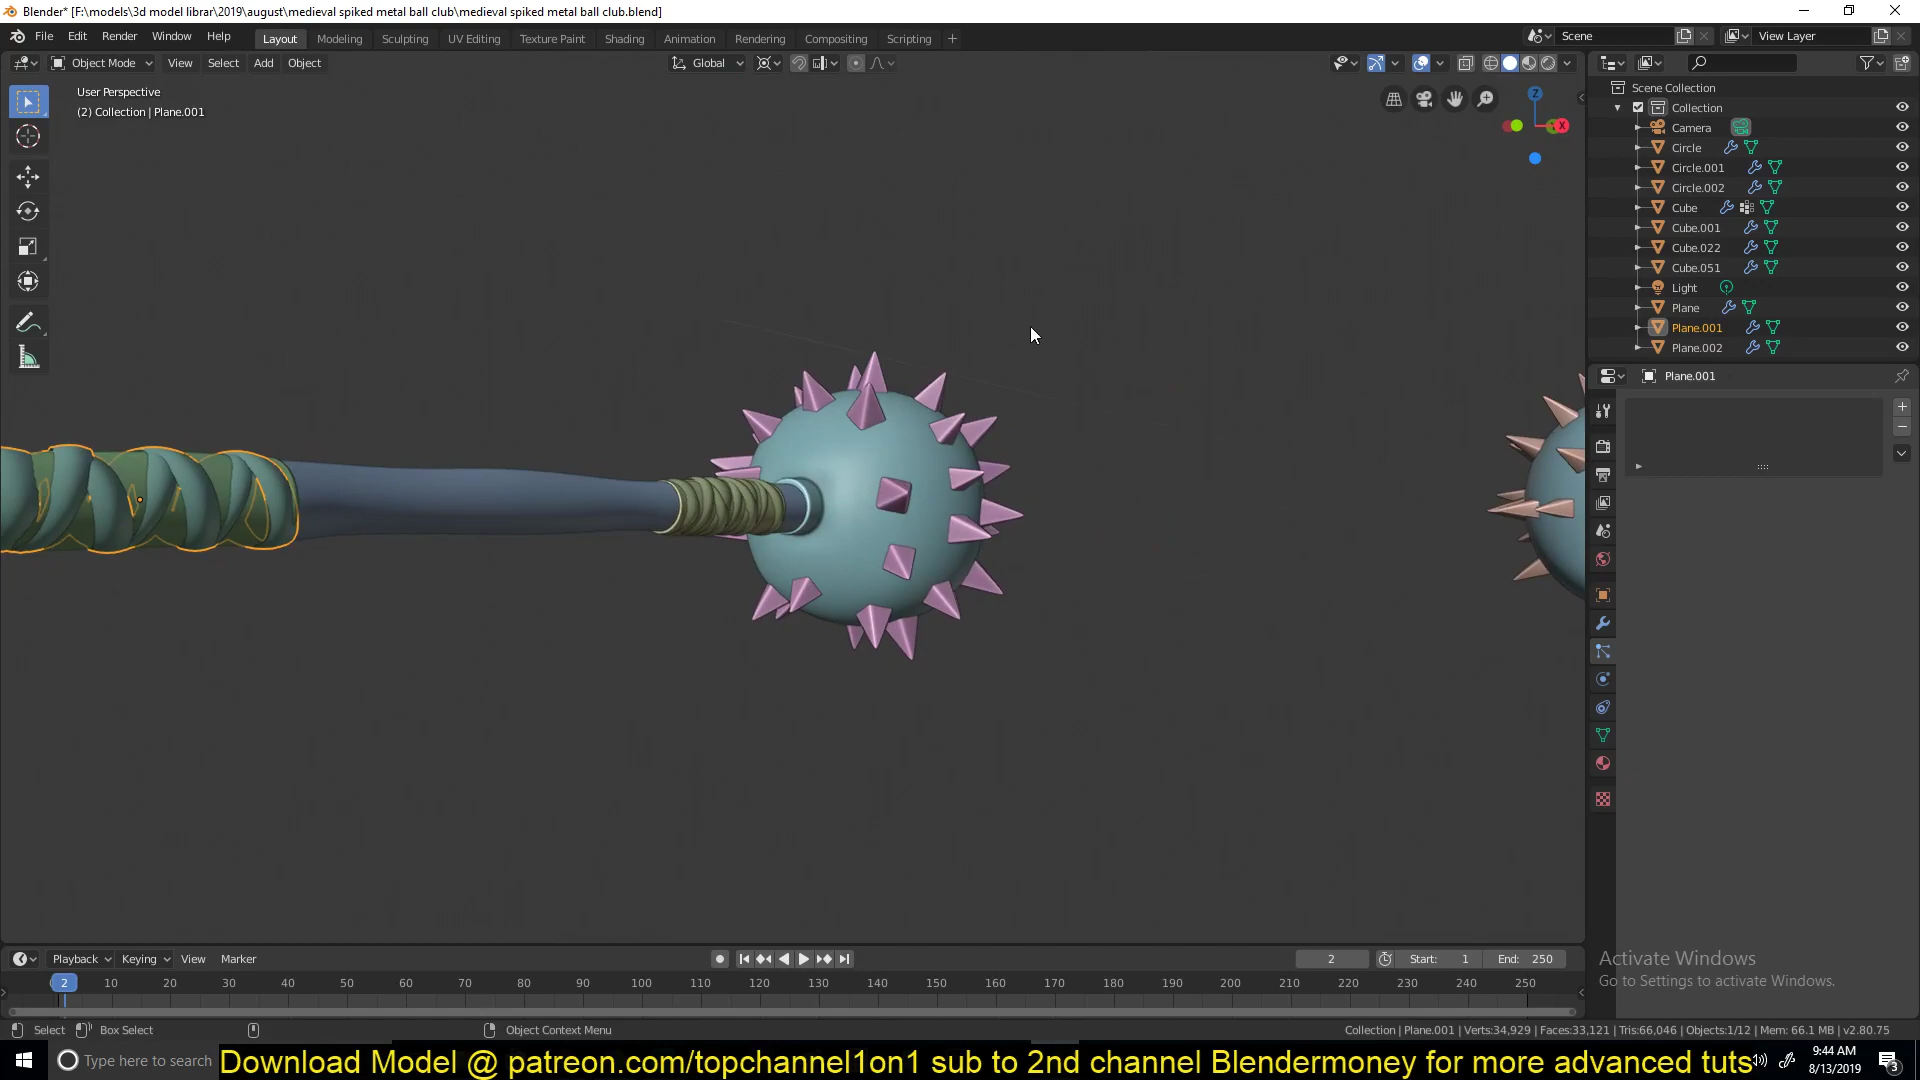 Blender* [F:\models\3d model librar\2019\august\medieval spiked metal ball club\medieval spiked metal ball club.blend]
File Edit Render Window Help
Layout Modeling Sculpting UV Editing Texture Paint Shading Animation Rendering Compositing Scripting +
Scene
View Layer
Object Mode View Select Add Object
Global
User Perspective
(2) Collection | Plane.001
Z
X
Scene Collection
Collection
Camera
Circle
Circle.001
Circle.002
Cube
Cube.001
Cube.022
Cube.051
Light
Plane
Plane.001
Plane.002
Plane.001
Playback Keying View Marker
2
Start: 1
End: 250
2 10 20 30 40 50 60 70 80 90 100 110 120 130 140 150 160 170 180 190 200 210 220 230 240 250
Activate Windows
Go to Settings to activate Windows.
Select Box Select Object Context Menu
Collection | Plane.001 | Verts:34,929 | Faces:33,121 | Tris:66,046 | Objects:1/12 | Mem: 66.1 MB | v2.80.75
Type here to search
Download Model @ patreon.com/topchannel1on1 sub to 2nd channel Blendermoney for more advanced tuts
9:44 AM
8/13/2019
3